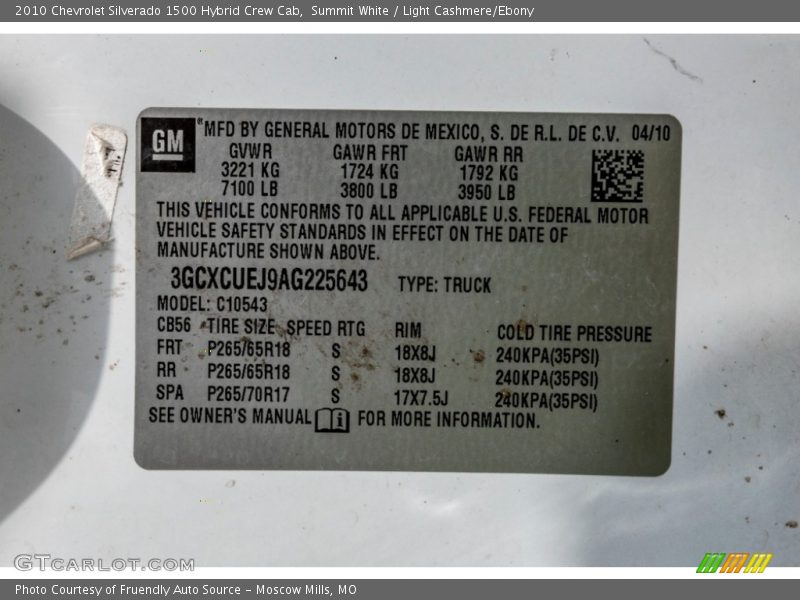 2010 Chevrolet Silverado 1500 Hybrid Crew Cab,  Summit White / Light Cashmere/Ebony
GM ® MFD BY GENERAL MOTORS DE MEXICO, S. DE R.L. DE C.V. 04/10
GVWR GAWR FRT GAWR RR
3221 KG 1724 KG 1792 KG
7100 LB 3800 LB 3950 LB
THIS VEHICLE CONFORMS TO ALL APPLICABLE U.S. FEDERAL MOTOR
VEHICLE SAFETY STANDARDS IN EFFECT ON THE DATE OF
MANUFACTURE SHOWN ABOVE.
3GCXCUEJ9AG225643 TYPE: TRUCK
MODEL: C10543
CB56 TIRE SIZE SPEED RTG RIM COLD TIRE PRESSURE
FRT P265/65R18 S 18X8J 240KPA(35PSI)
RR P265/65R18 S 18X8J 240KPA(35PSI)
SPA P265/70R17 S 17X7.5J 240KPA(35PSI)
SEE OWNER'S MANUAL i FOR MORE INFORMATION.
GTCARLOT.COM
Photo Courtesy of Fruendly Auto Source - Moscow Mills, MO